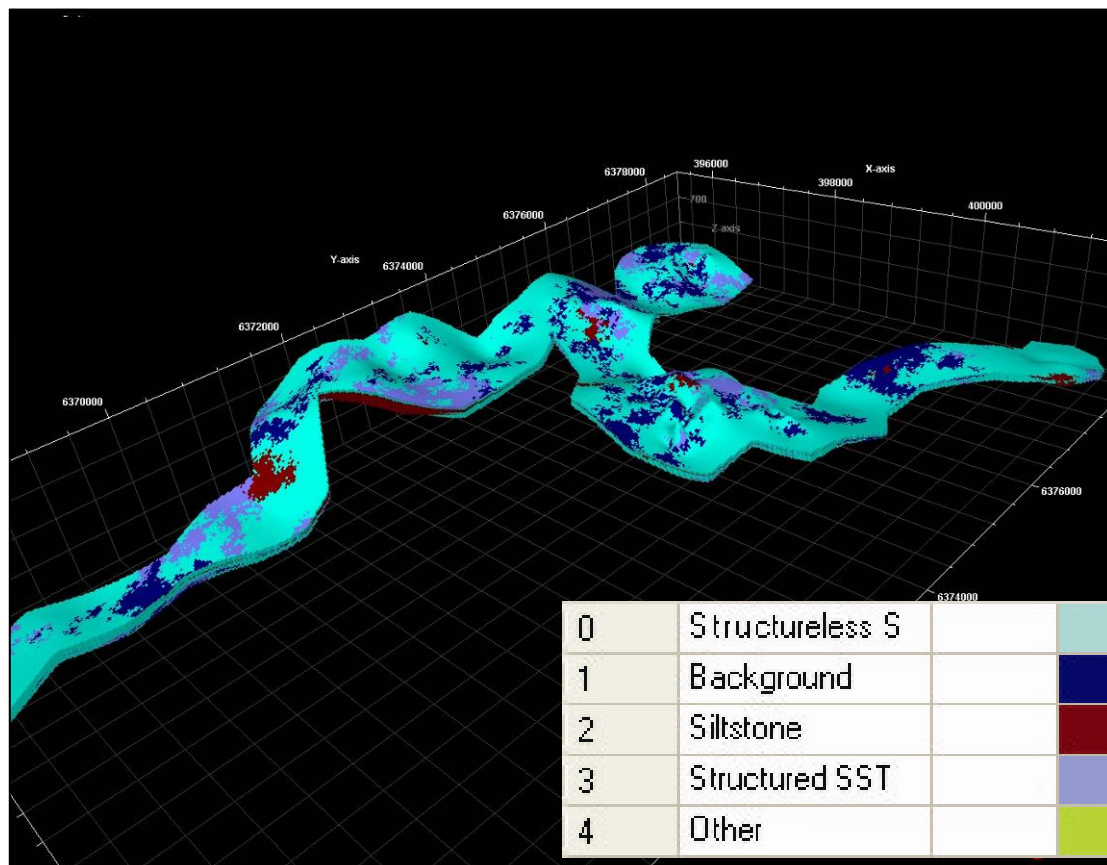 6378000
396000
X-axis
398000
400000
700
Z-axis
6376000
Y-axis
6374000
6372000
6370000
6376000
6374000
0 Structureless S
1 Background
2 Siltstone
3 Structured SST
4 Other